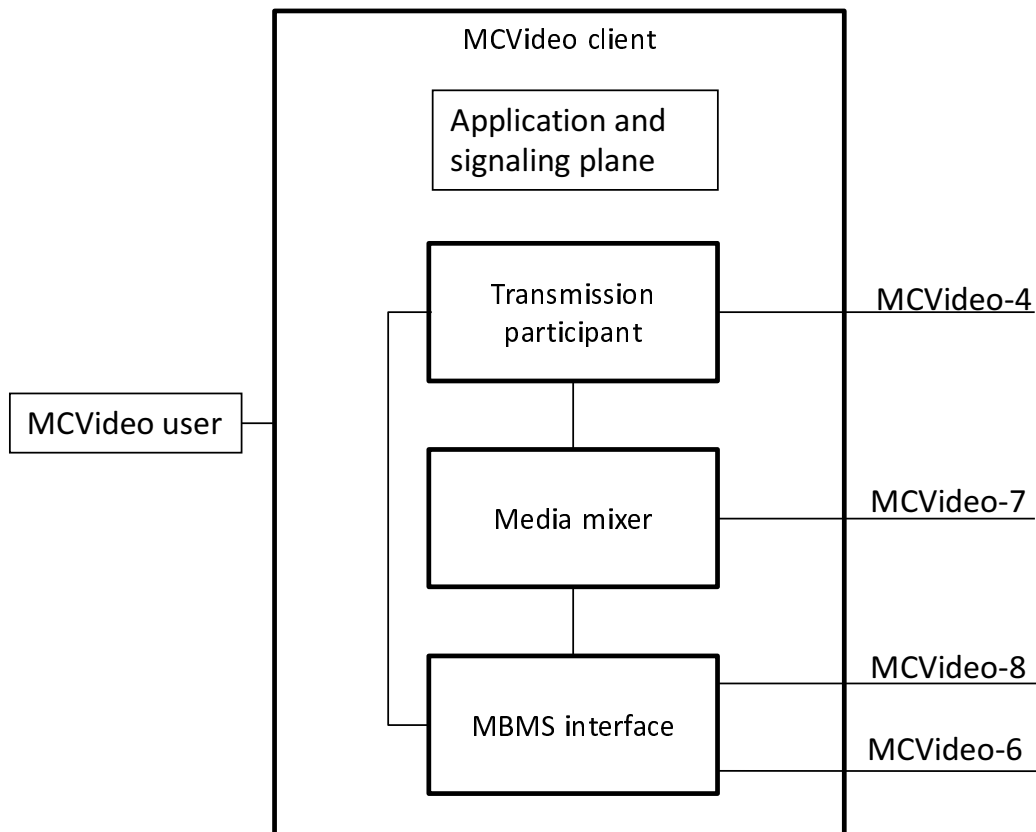 MCVideo client
Application and
signaling plane
Transmission
participant
MCVideo-4
MCVideo user
Media mixer
MCVideo-7
MBMS interface
MCVideo-8
MCVideo-6